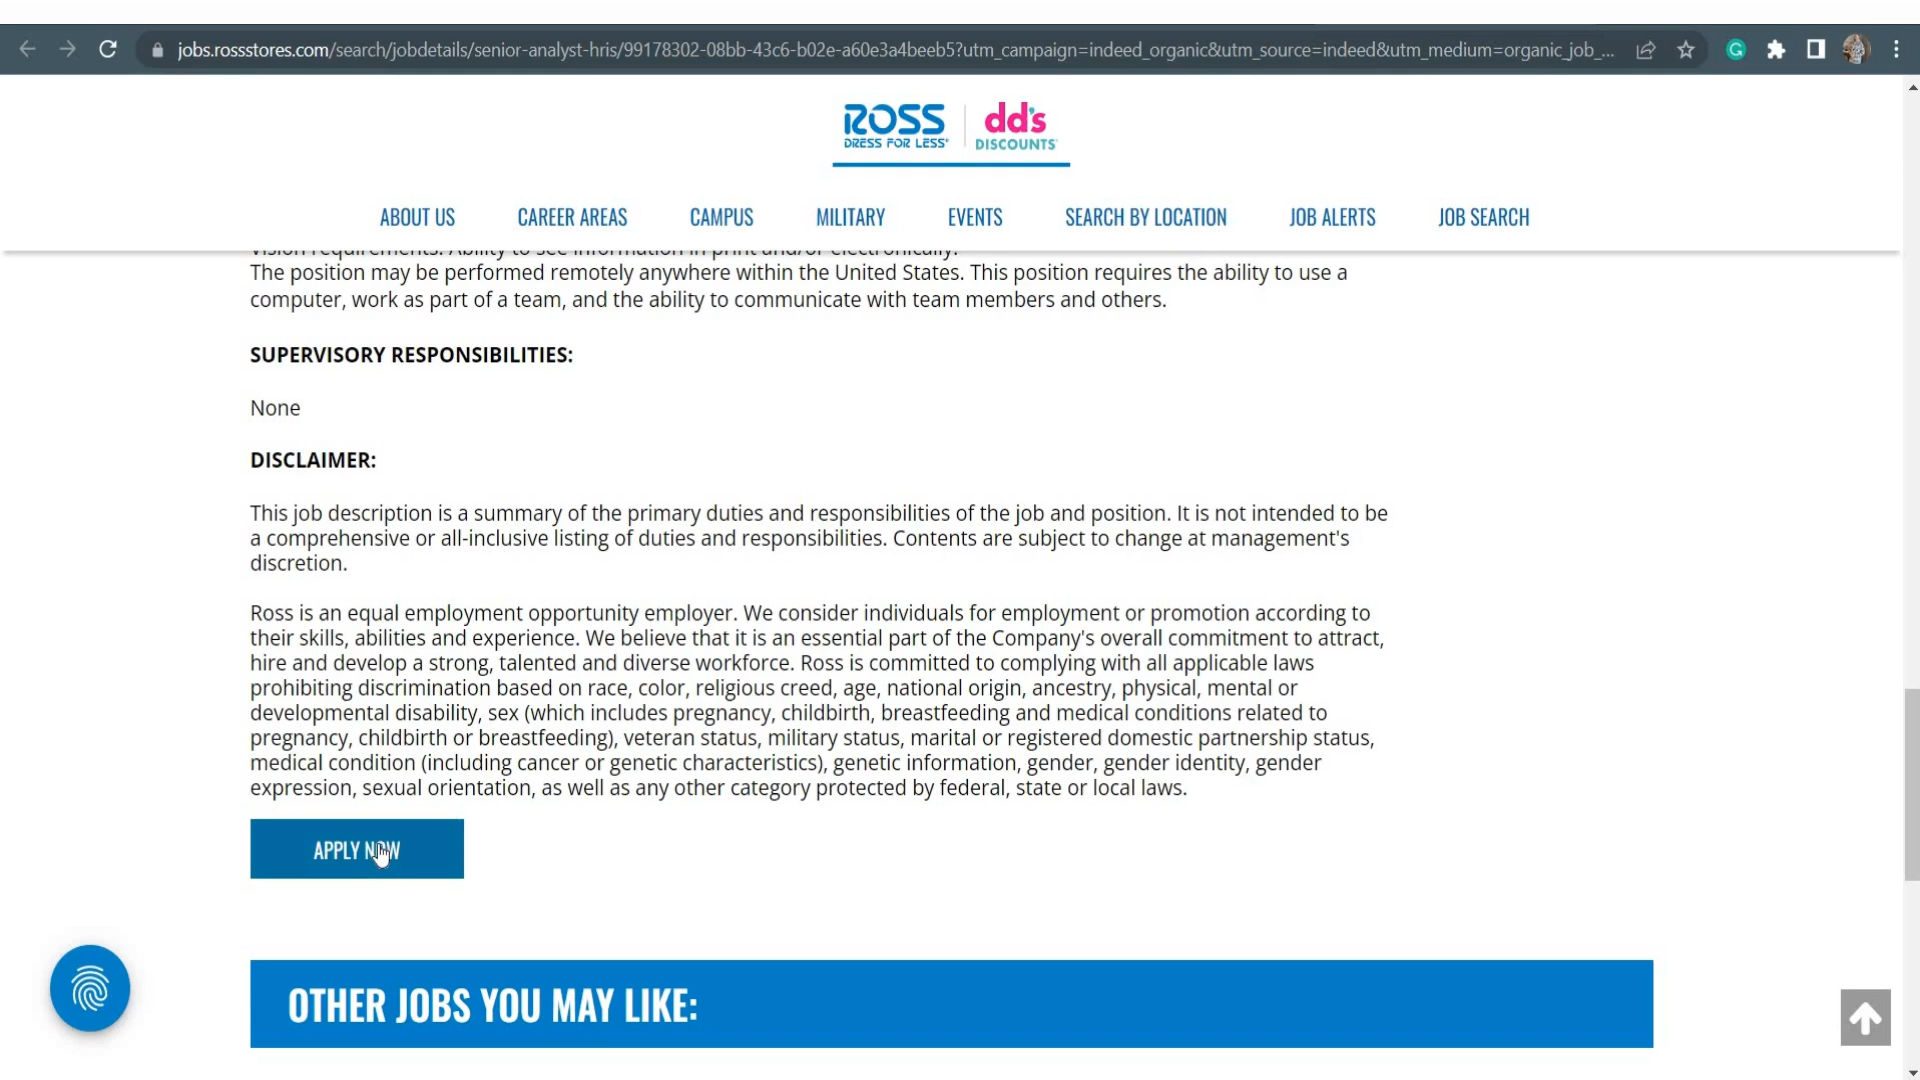 jobs.rossstores.com/search/jobdetails/senior-analyst-hris/99178302-08bb-43c6-b02e-a60e3a4beeb5?utm_campaign=indeed_organic&utm_source=indeed&utm_medium=organic_job_...
ROSS
DRESS FOR LESS®
dd's
DISCOUNTS
ABOUT US CAREER AREAS CAMPUS MILITARY EVENTS SEARCH BY LOCATION JOB ALERTS JOB SEARCH
Vision requirements: Ability to see information in print and/or electronically.
The position may be performed remotely anywhere within the United States. This position requires the ability to use a
computer, work as part of a team, and the ability to communicate with team members and others.
SUPERVISORY RESPONSIBILITIES:
None
DISCLAIMER:
This job description is a summary of the primary duties and responsibilities of the job and position. It is not intended to be
a comprehensive or all-inclusive listing of duties and responsibilities. Contents are subject to change at management's
discretion.
Ross is an equal employment opportunity employer. We consider individuals for employment or promotion according to
their skills, abilities and experience. We believe that it is an essential part of the Company's overall commitment to attract,
hire and develop a strong, talented and diverse workforce. Ross is committed to complying with all applicable laws
prohibiting discrimination based on race, color, religious creed, age, national origin, ancestry, physical, mental or
developmental disability, sex (which includes pregnancy, childbirth, breastfeeding and medical conditions related to
pregnancy, childbirth or breastfeeding), veteran status, military status, marital or registered domestic partnership status,
medical condition (including cancer or genetic characteristics), genetic information, gender, gender identity, gender
expression, sexual orientation, as well as any other category protected by federal, state or local laws.
APPLY NOW
OTHER JOBS YOU MAY LIKE: